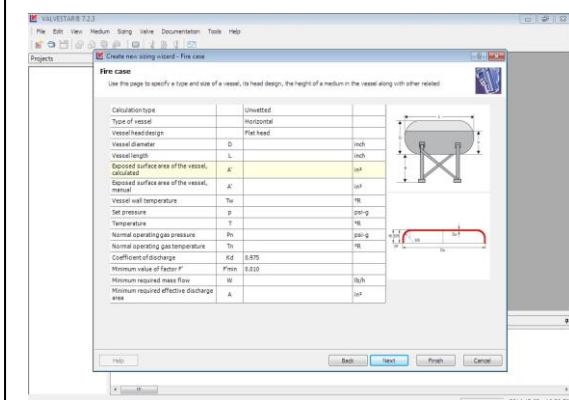 VALVESTAR® 7.2.3
File Edit View Medium Sizing Valve Documentation Tools Help
Projects
Create new sizing wizard - Fire case
Fire case
Use this page to specify a type and size of a vessel, its head design, the height of a medium in the vessel along with other related
Calculation type Unwetted
Type of vessel Horizontal
Vessel head design Flat head
Vessel diameter D inch
Vessel length L inch
Exposed surface area of the vessel,
calculated A' in²
Exposed surface area of the vessel,
manual A' in²
Vessel wall temperature Tw °R
Set pressure p psi-g
Temperature T °R
Normal operating gas pressure Pn psi-g
Normal operating gas temperature Tn °R
Coefficient of discharge Kd 0.975
Minimum value of factor F' F'min 0.010
Minimum required mass flow W lb/h
Minimum required effective discharge
area A in²
Help Back Next Finish Cancel